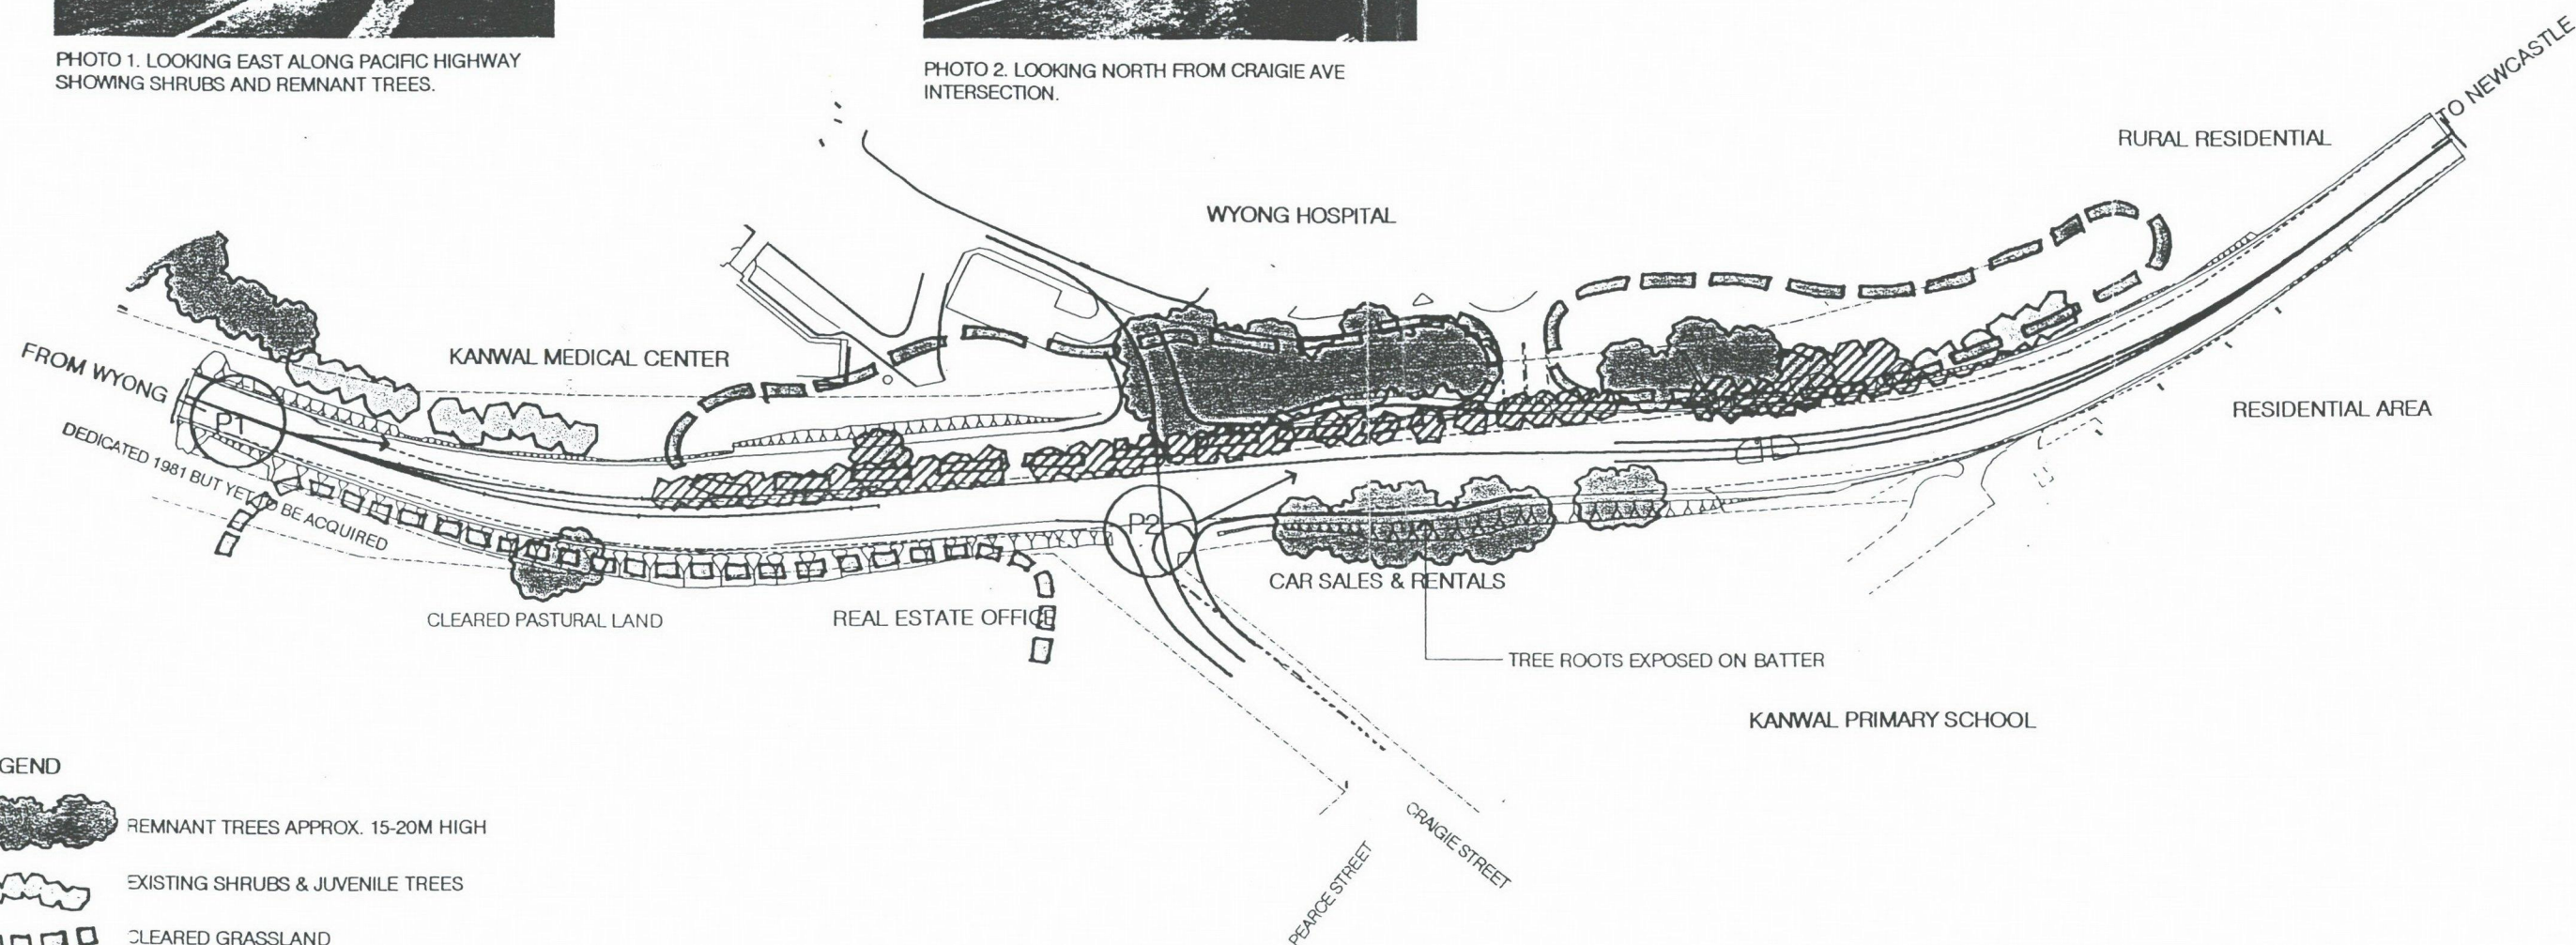 PHOTO 1. LOOKING EAST ALONG PACIFIC HIGHWAY
SHOWING SHRUBS AND REMNANT TREES.
PHOTO 2. LOOKING NORTH FROM CRAIGIE AVE
INTERSECTION.
TO NEWCASTLE
RURAL RESIDENTIAL
WYONG HOSPITAL
KANWAL MEDICAL CENTER
FROM WYONG
P1
RESIDENTIAL AREA
DEDICATED 1981 BUT YET TO BE ACQUIRED
P2
CAR SALES & RENTALS
CLEARED PASTURAL LAND
REAL ESTATE OFFICE
TREE ROOTS EXPOSED ON BATTER
KANWAL PRIMARY SCHOOL
CRAIGIE STREET
PEARCE STREET
GEND
REMNANT TREES APPROX. 15-20M HIGH
EXISTING SHRUBS & JUVENILE TREES
CLEARED GRASSLAND